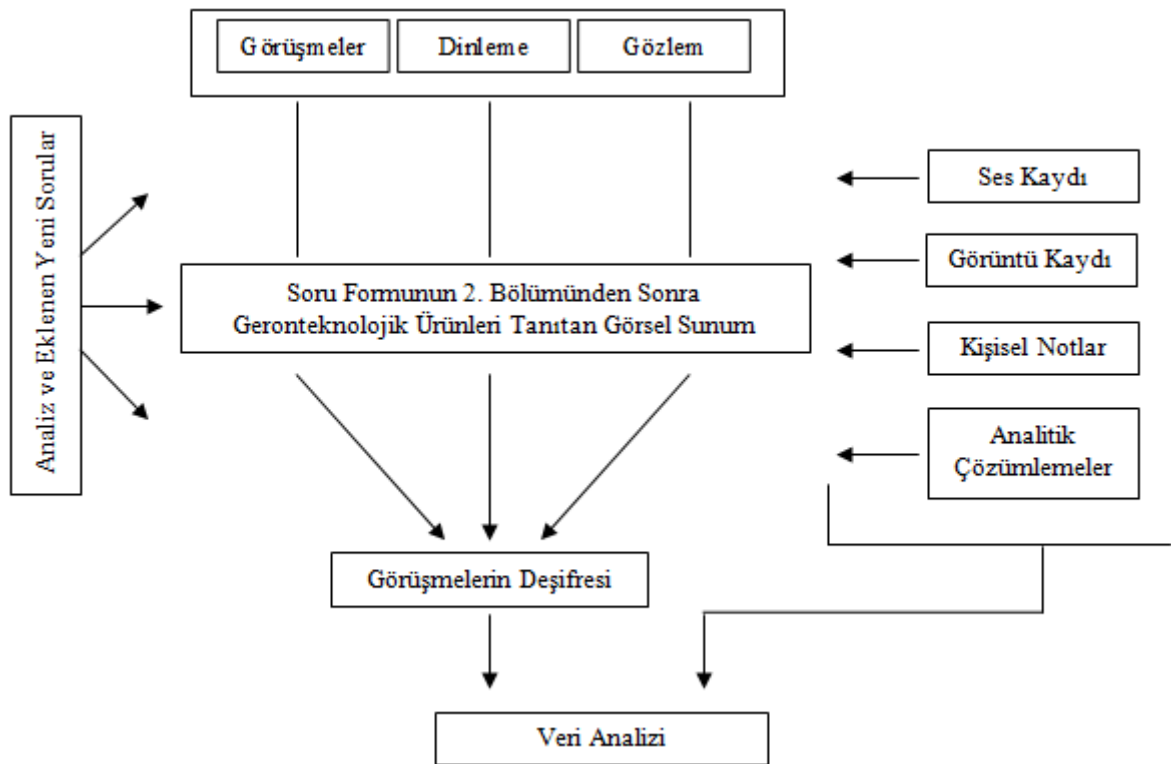 Görüşmeler
Dinleme
Gözlem
Analiz ve Eklenen Yeni Sorular
Ses Kaydı
Görüntü Kaydı
Soru Formunun 2. Bölümünden Sonra
Geronteknolojik Ürünleri Tanıtan Görsel Sunum
Kişisel Notlar
Analitik
Çözümlemeler
Görüşmelerin Deşifresi
Veri Analizi